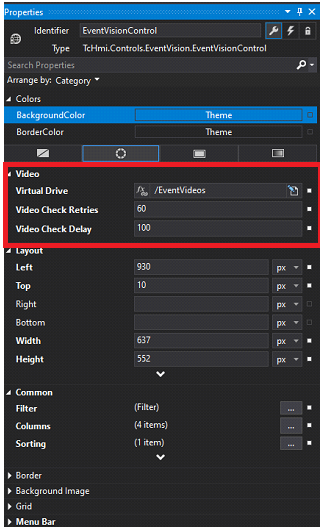 Properties
Identifier EventVisionControl
Type TcHmi.Controls.EventVision.EventVisionControl
Search Properties
Arrange by: Category
Colors
BackgroundColor Theme
BorderColor Theme
Video
Virtual Drive /EventVideos
Video Check Retries 60
Video Check Delay 100
Layout
Left 930 px
Top 10 px
Right px
Bottom px
Width 637 px
Height 552 px
Common
Filter (Filter) ...
Columns (4 items) ...
Sorting (1 item) ...
Border
Background Image
Grid
Menu Bar